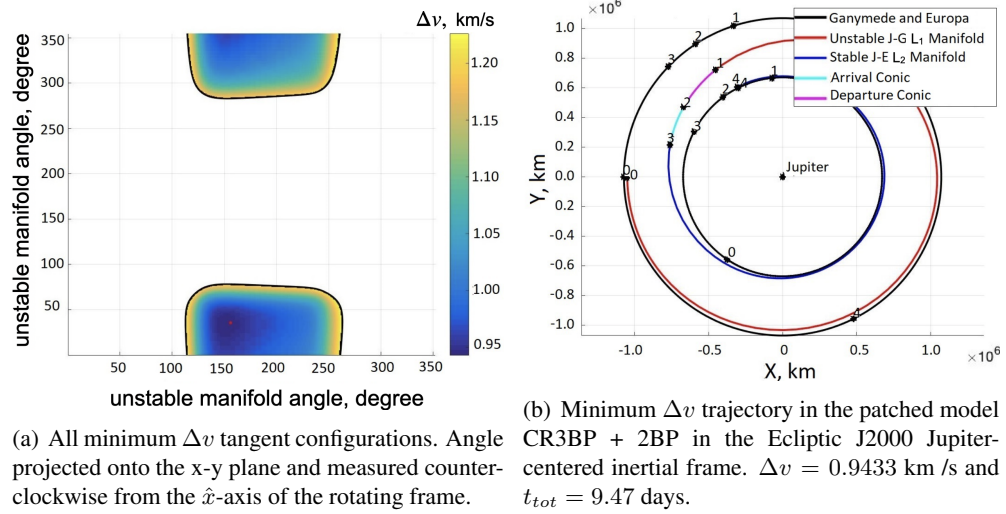 Δv, km/s
350
300
250
200
150
100
50
unstable manifold angle, degree
50
100
150
200
250
300
350
unstable manifold angle, degree
1.20
1.15
1.10
1.05
1.00
0.95
×10⁶
1.0
0.8
0.6
0.4
0.2
0.0
-0.2
-0.4
-0.6
-0.8
-1.0
Y, km
-1.0
-0.5
0.0
0.5
1.0
×10⁶
X, km
Ganymede and Europa
Unstable J-G L₁ Manifold
Stable J-E L₂ Manifold
Arrival Conic
Departure Conic
1
2
3
1
4
4
1
2
2
3
3
0
0
Jupiter
0
4
(a) All minimum Δv tangent configurations. Angle
projected onto the x-y plane and measured counter-
clockwise from the x̂-axis of the rotating frame.
(b) Minimum Δv trajectory in the patched model
CR3BP + 2BP in the Ecliptic J2000 Jupiter-
centered inertial frame. Δv = 0.9433 km /s and
t_tot = 9.47 days.